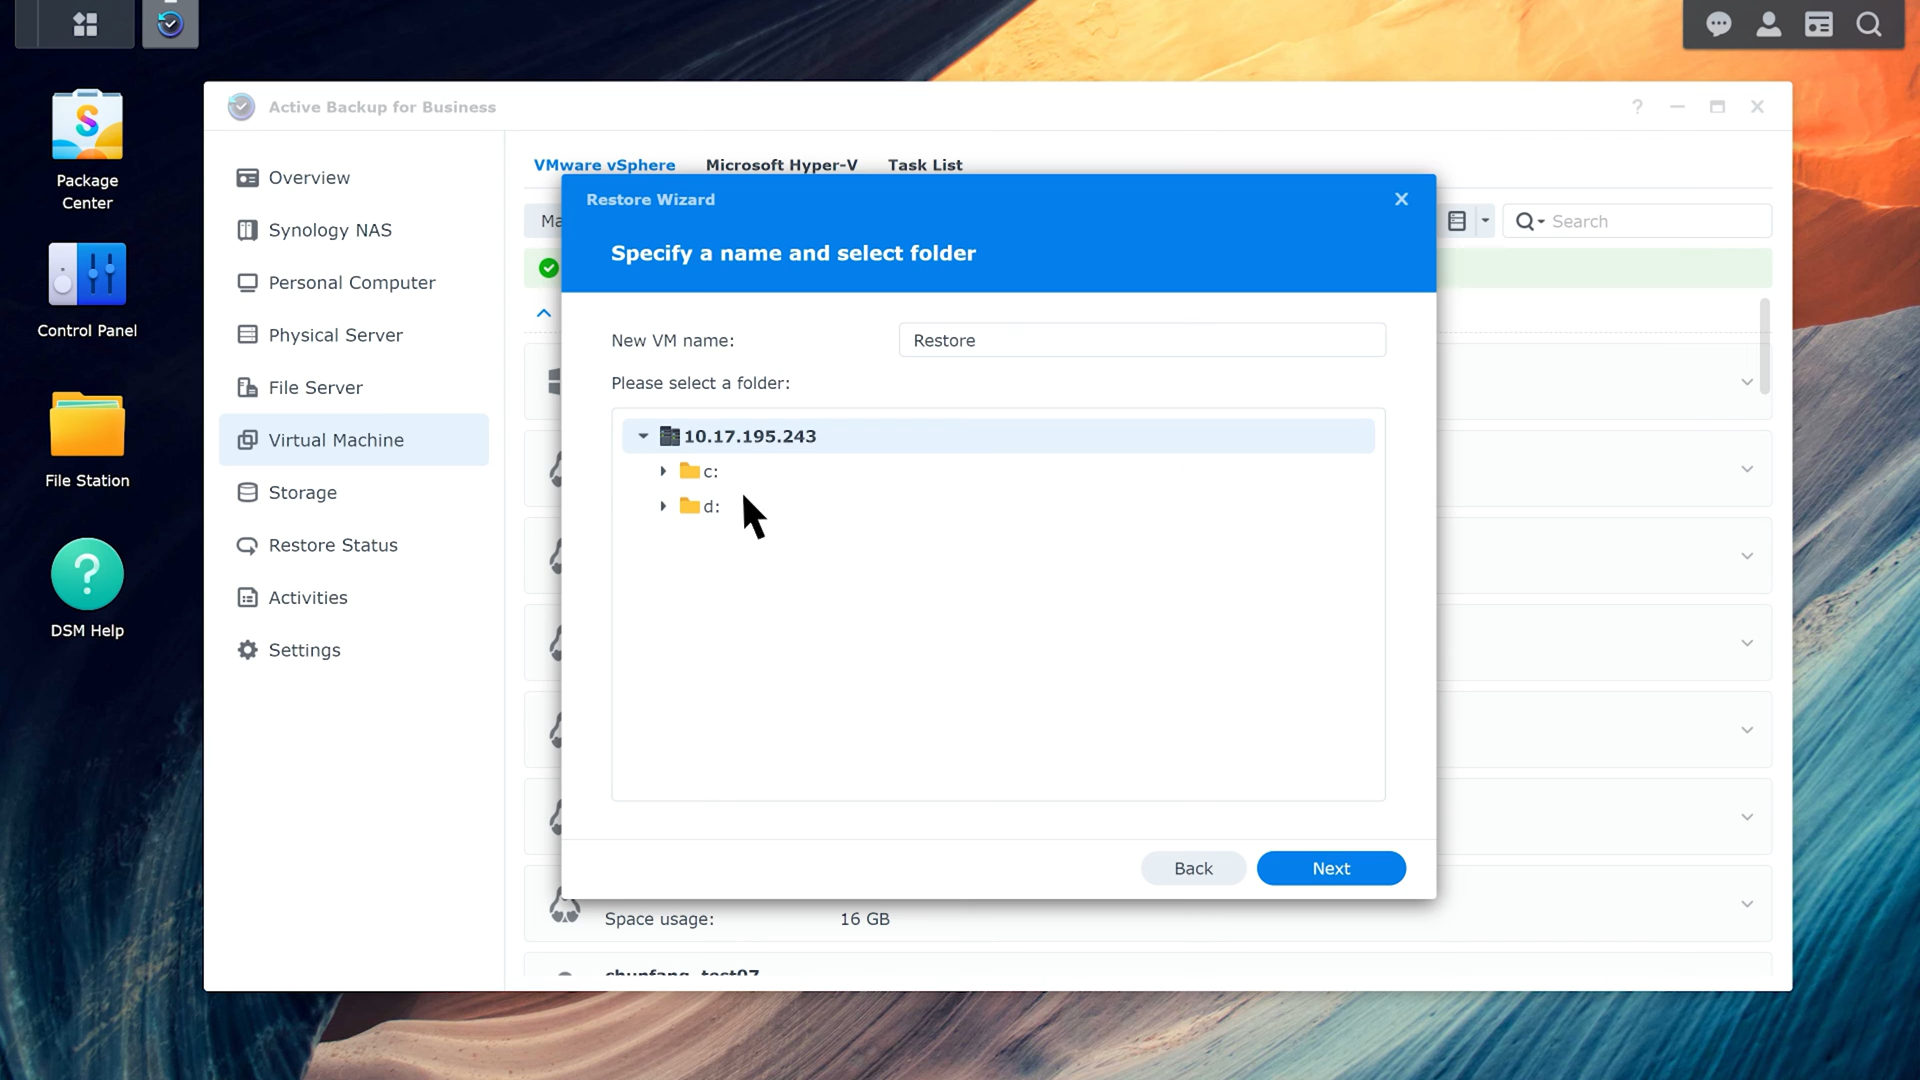 Package
Center
Control Panel
File Station
DSM Help
Active Backup for Business
Overview
Synology NAS
Personal Computer
Physical Server
File Server
Virtual Machine
Storage
Restore Status
Activities
Settings
VMware vSphere Microsoft Hyper-V Task List
Search
Restore Wizard
Specify a name and select folder
New VM name: Restore
Please select a folder:
10.17.195.243
c:
d:
Back Next
Space usage: 16 GB